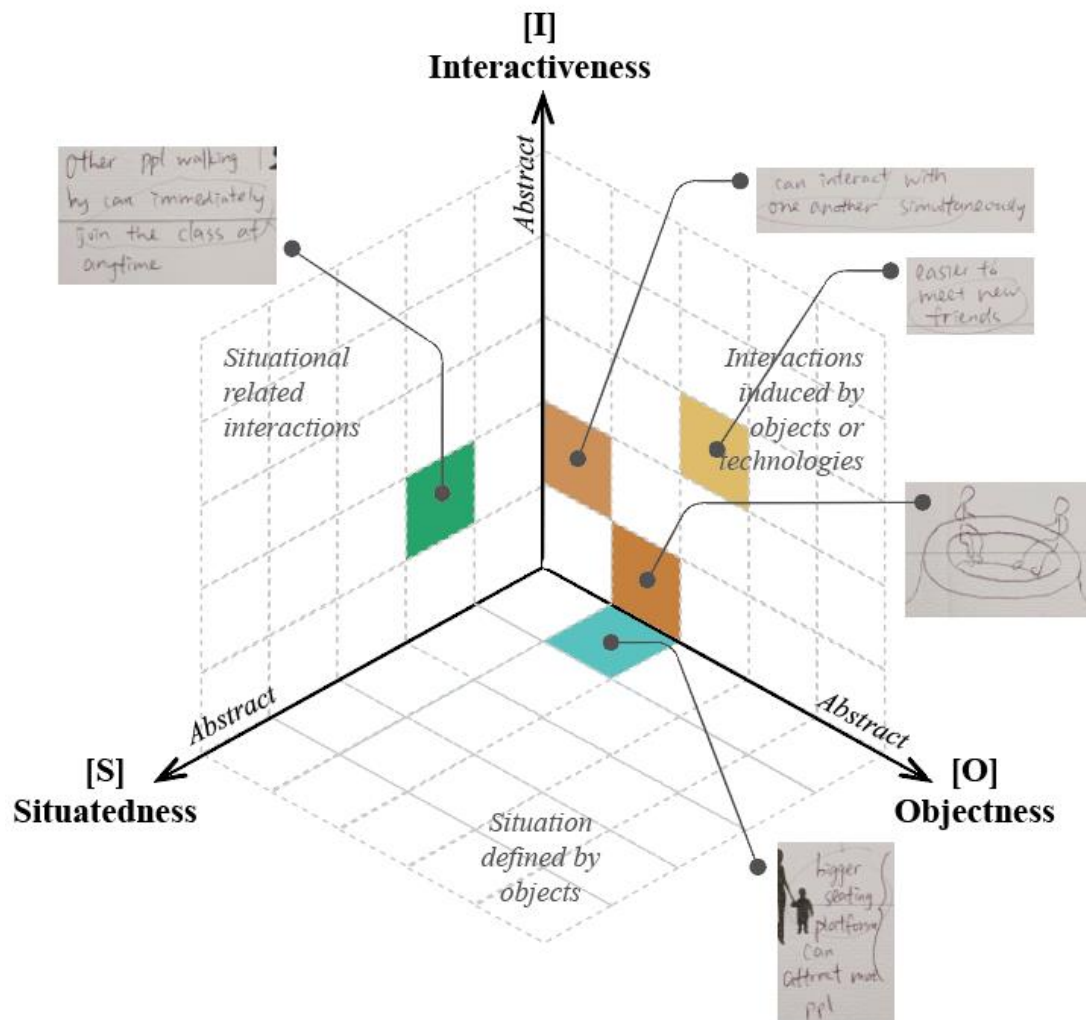 [I]
Interactiveness
Abstract
Other ppl walking
by can immediately
join the class at
anytime
can interact with
one another simultaneously
easier to
meet new
friends
Situational
related
interactions
Interactions
induced by
objects or
technologies
Abstract
Abstract
[S]
Situatedness
[O]
Objectness
Situation
defined by
objects
bigger
seating
platform
can
attract
ppl